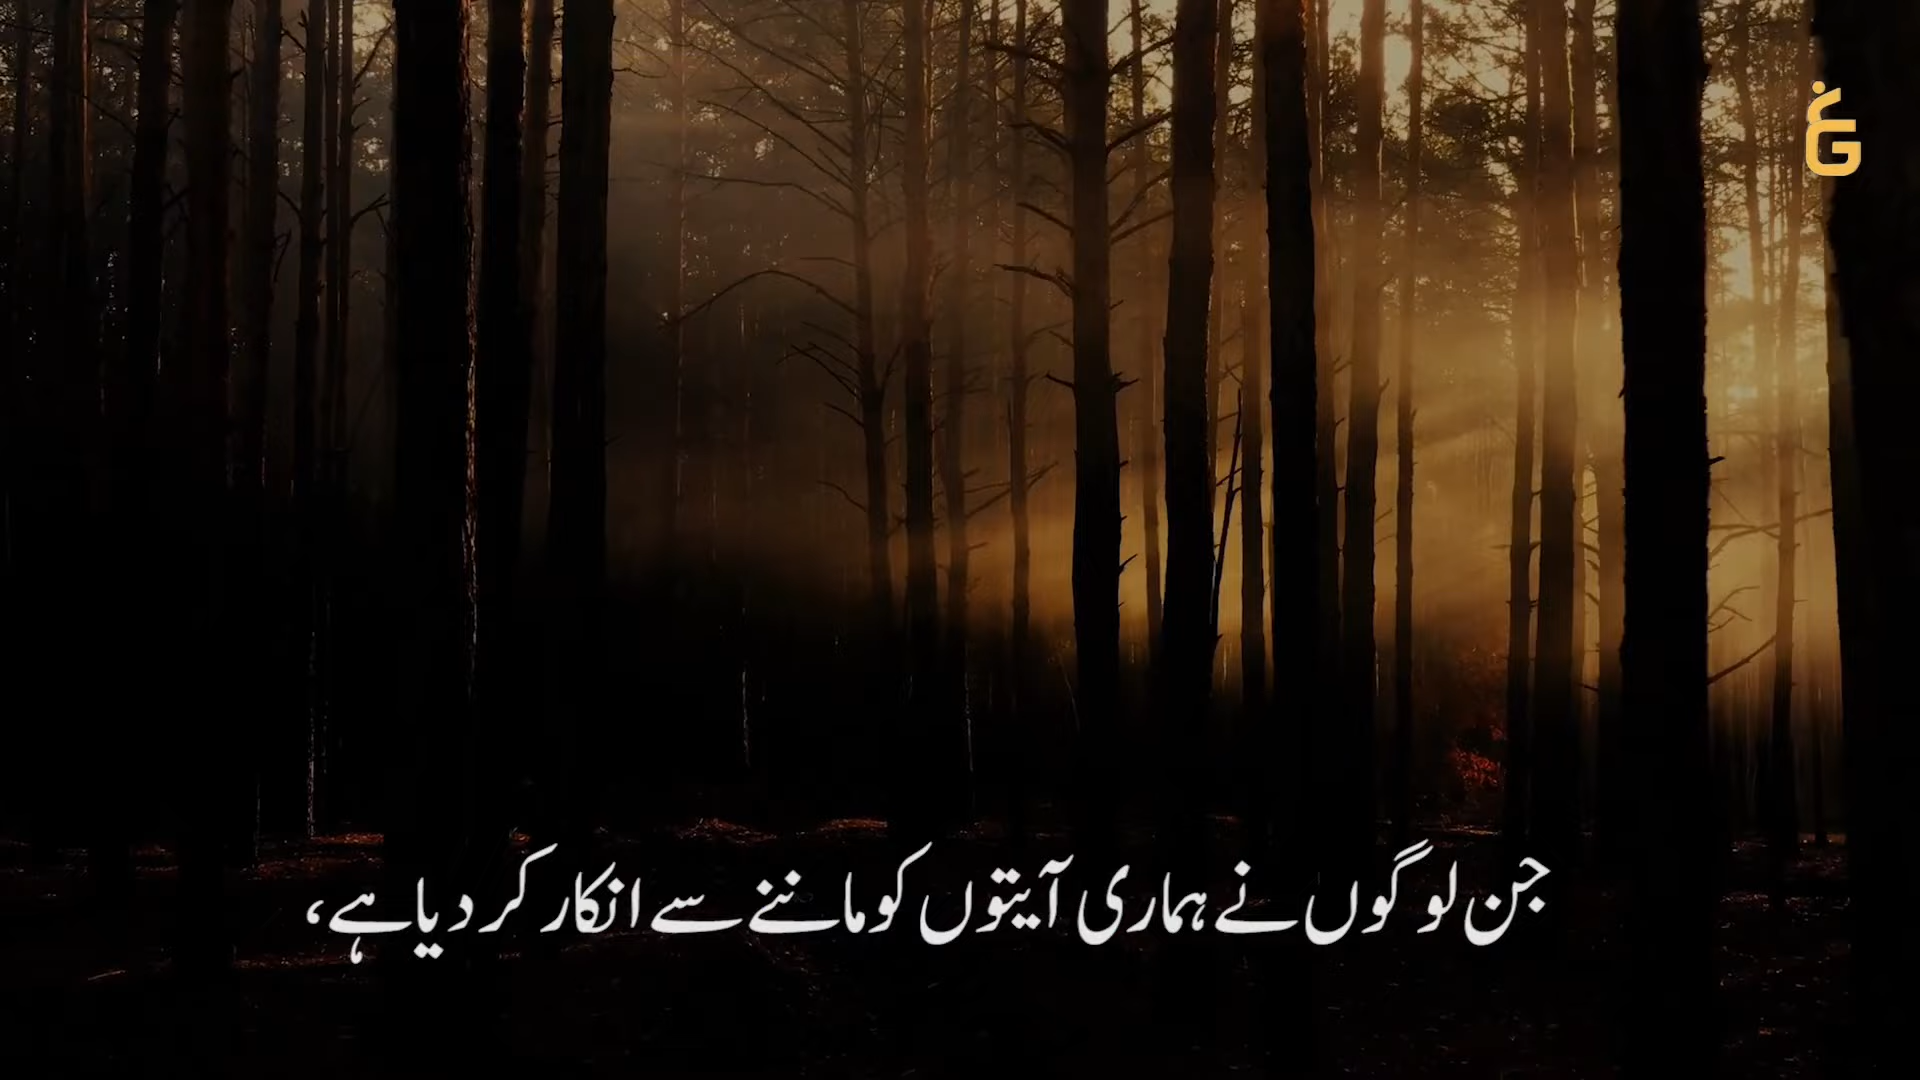 جن لوگوں نے ہماری آیتوں کو ماننے سے انکار کر دیا ہے،